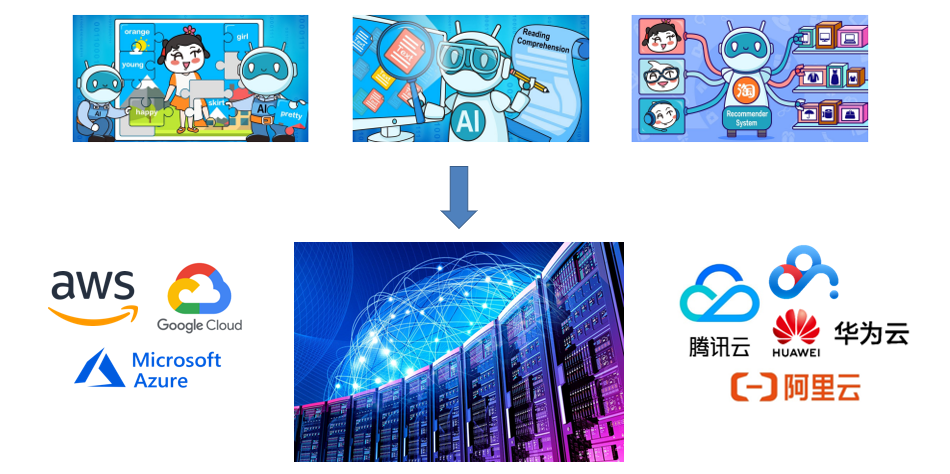 orange
girl
young
happy
skirt
AI
pretty
Text
AI
Reading
Comprehension
淘
Recommender
System
aws
Google Cloud
Microsoft
Azure
腾讯云
HUAWEI
华为云
阿里云